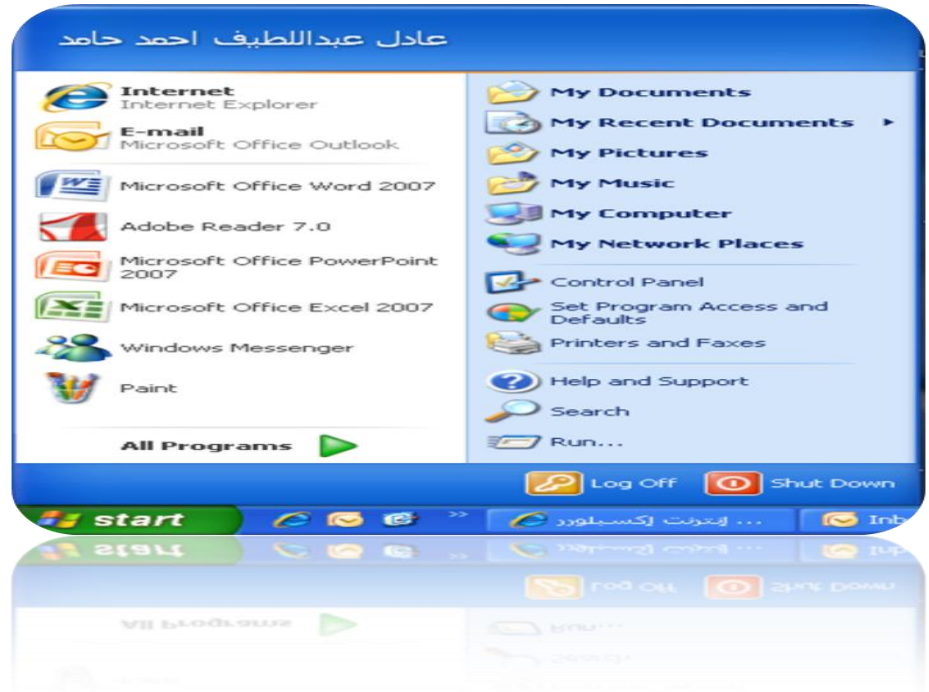 عادل عبداللطيف احمد حامد
Internet
Internet Explorer
E-mail
Microsoft Office Outlook
Microsoft Office Word 2007
Adobe Reader 7.0
Microsoft Office PowerPoint
2007
Microsoft Office Excel 2007
Windows Messenger
Paint
All Programs
My Documents
My Recent Documents
My Pictures
My Music
My Computer
My Network Places
Control Panel
Set Program Access and
Defaults
Printers and Faxes
Help and Support
Search
Run...
Log Off
Shut Down
start
إنترنت إكسبلورر ...
Inb